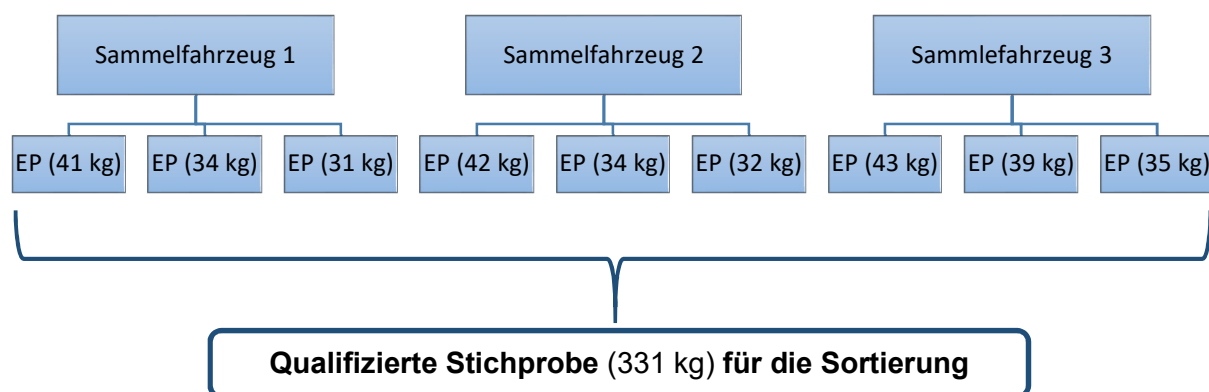 Sammelfahrzeug 1
Sammelfahrzeug 2
Sammlefahrzeug 3
EP (41 kg)
EP (34 kg)
EP (31 kg)
EP (42 kg)
EP (34 kg)
EP (32 kg)
EP (43 kg)
EP (39 kg)
EP (35 kg)
Qualifizierte Stichprobe (331 kg) für die Sortierung